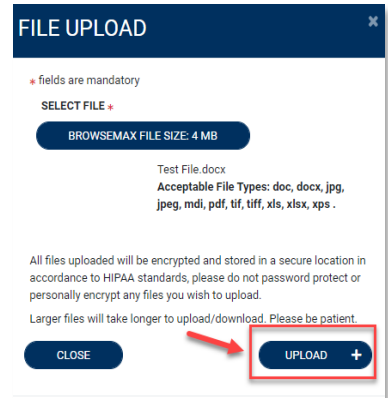 FILE UPLOAD
×
* fields are mandatory
SELECT FILE *
BROWSEMAX FILE SIZE: 4 MB
Test File.docx
Acceptable File Types: doc, docx, jpg,
jpeg, mdi, pdf, tif, tiff, xls, xlsx, xps .
All files uploaded will be encrypted and stored in a secure location in
accordance to HIPAA standards, please do not password protect or
personally encrypt any files you wish to upload.
Larger files will take longer to upload/download. Please be patient.
CLOSE
UPLOAD +